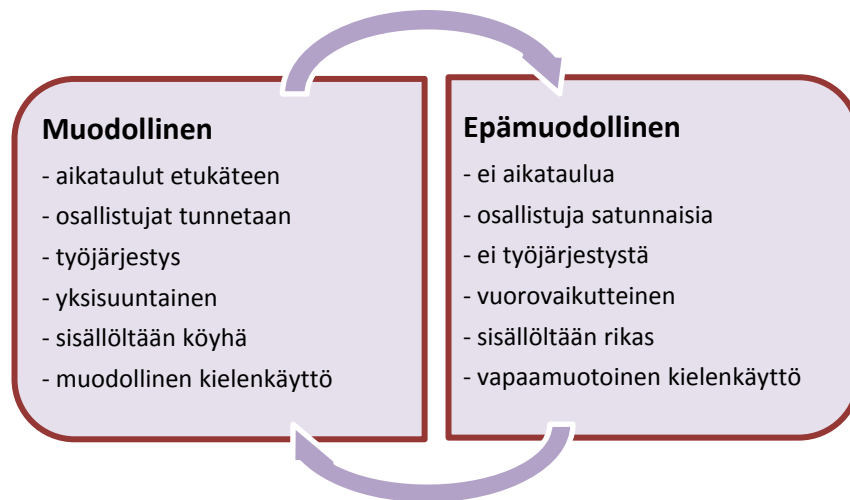 Muodollinen
- aikataulut etukäteen
- osallistujat tunnetaan
- työjärjestys
- yksisuuntainen
- sisällöltään köyhä
- muodollinen kielenkäyttö
Epämuodollinen
- ei aikataulua
- osallistuja satunnaisia
- ei työjärjestystä
- vuorovaikutteinen
- sisällöltään rikas
- vapaamuotoinen kielenkäyttö